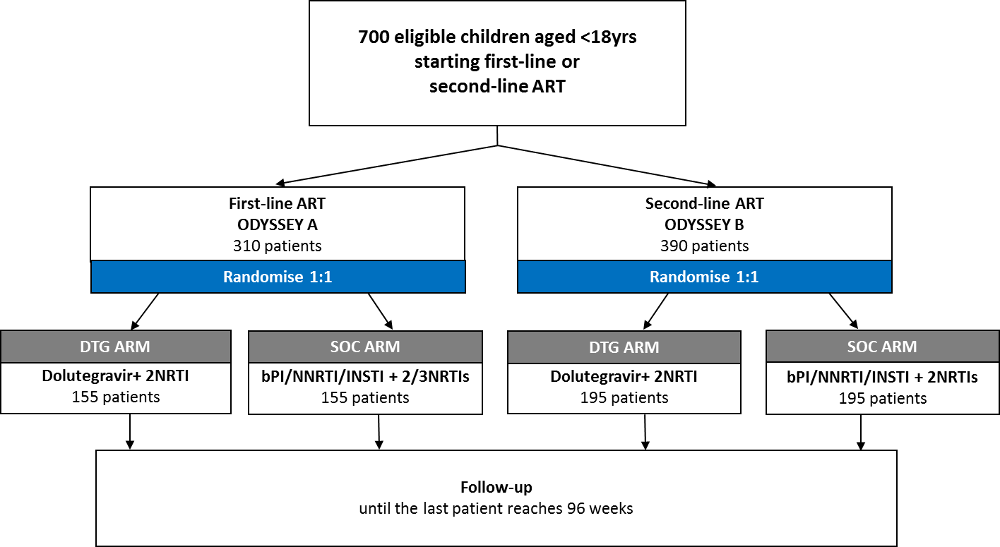 700 eligible children aged <18yrs
starting first-line or
second-line ART
First-line ART
ODYSSEY A
310 patients
Randomise 1:1
Second-line ART
ODYSSEY B
390 patients
Randomise 1:1
DTG ARM
Dolutegravir+ 2NRTI
155 patients
SOC ARM
bPI/NNRTI/INSTI + 2/3NRTIs
155 patients
DTG ARM
Dolutegravir+ 2NRTI
195 patients
SOC ARM
bPI/NNRTI/INSTI + 2NRTIs
195 patients
Follow-up
until the last patient reaches 96 weeks